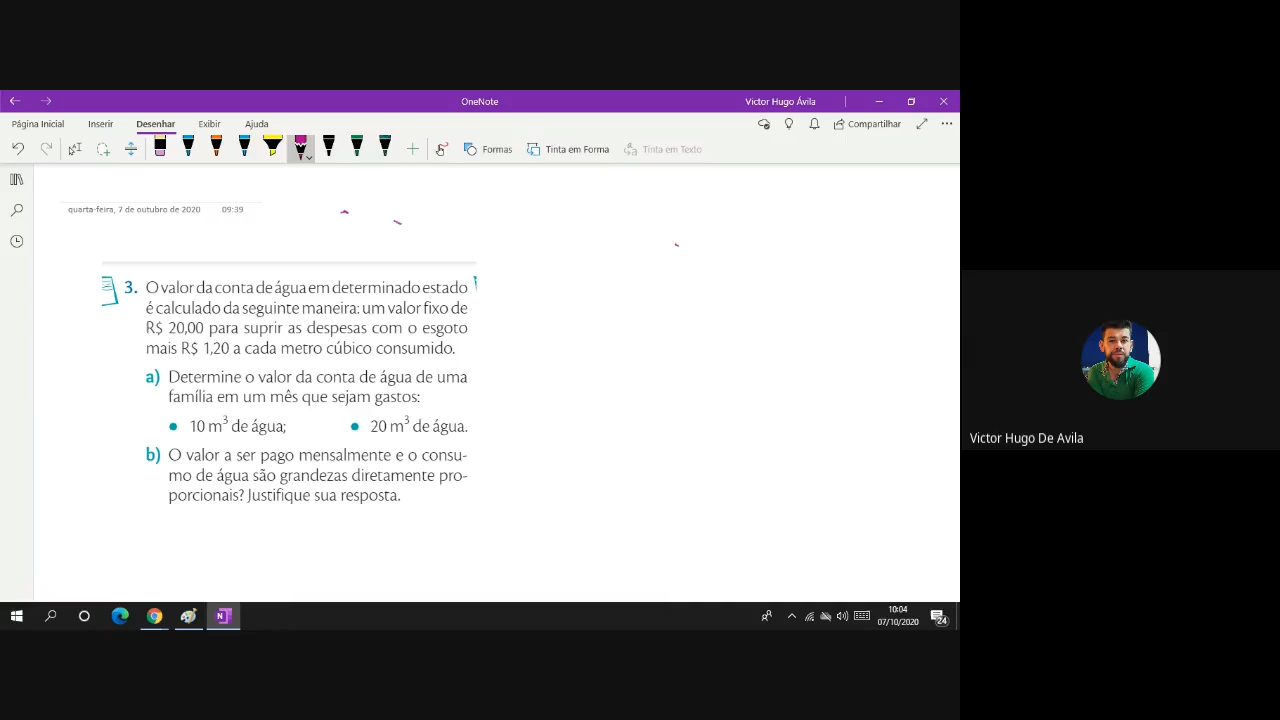 OneNote
Victor Hugo Ávila
Página Inicial Inserir Desenhar Exibir Ajuda
Compartilhar
Formas Tinta em Forma Tinta em Texto
quarta-feira, 7 de outubro de 2020 09:39
3. O valor da conta de água em determinado estado
é calculado da seguinte maneira: um valor fixo de
R$ 20,00 para suprir as despesas com o esgoto
mais R$ 1,20 a cada metro cúbico consumido.
a) Determine o valor da conta de água de uma
família em um mês que sejam gastos:
• 10 m³ de água; • 20 m³ de água.
b) O valor a ser pago mensalmente e o consu-
mo de água são grandezas diretamente pro-
porcionais? Justifique sua resposta.
Victor Hugo De Avila
N
10:04
07/10/2020
24